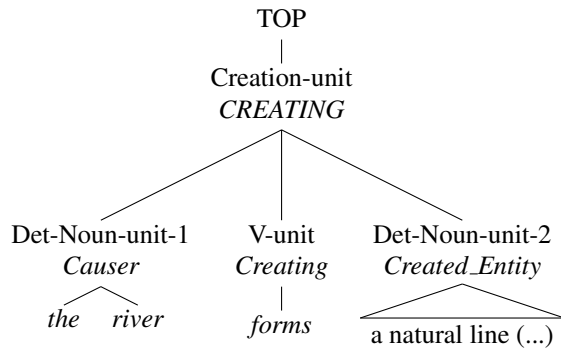 TOP
Creation-unit
CREATING
Det-Noun-unit-1 V-unit Det-Noun-unit-2
Causer Creating Created_Entity
the river forms a natural line (...)